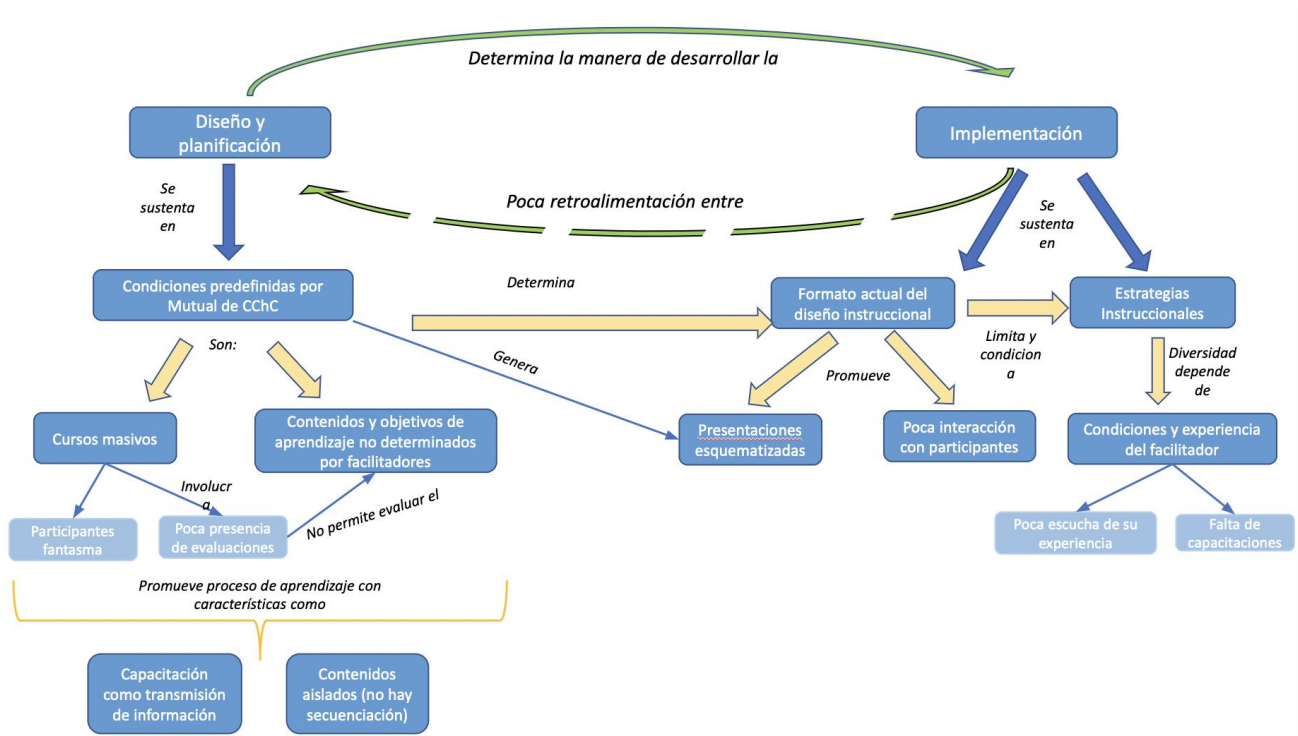 Determina la manera de desarrollar la
Diseño y
planificación
Implementación
Se
sustenta
en
Poca retroalimentación entre
Se
sustenta
en
Condiciones predefinidas por
Mutual de CChC
Determina
Formato actual del
diseño instruccional
Estrategias
Instruccionales
Son:
Genera
Promueve
Limita y
condicion
a
Diversidad
depende
de
Cursos masivos
Contenidos y objetivos de
aprendizaje no determinados
por facilitadores
Presentaciones
esquematizadas
Poca interacción
con participantes
Condiciones y experiencia
del facilitador
Involucr
a
No permite evaluar el
Participantes
fantasma
Poca presencia
de evaluaciones
Poca escucha de su
experiencia
Falta de
capacitaciones
Promueve proceso de aprendizaje con
características como
Capacitación
como transmisión
de información
Contenidos
aislados (no hay
secuenciación)